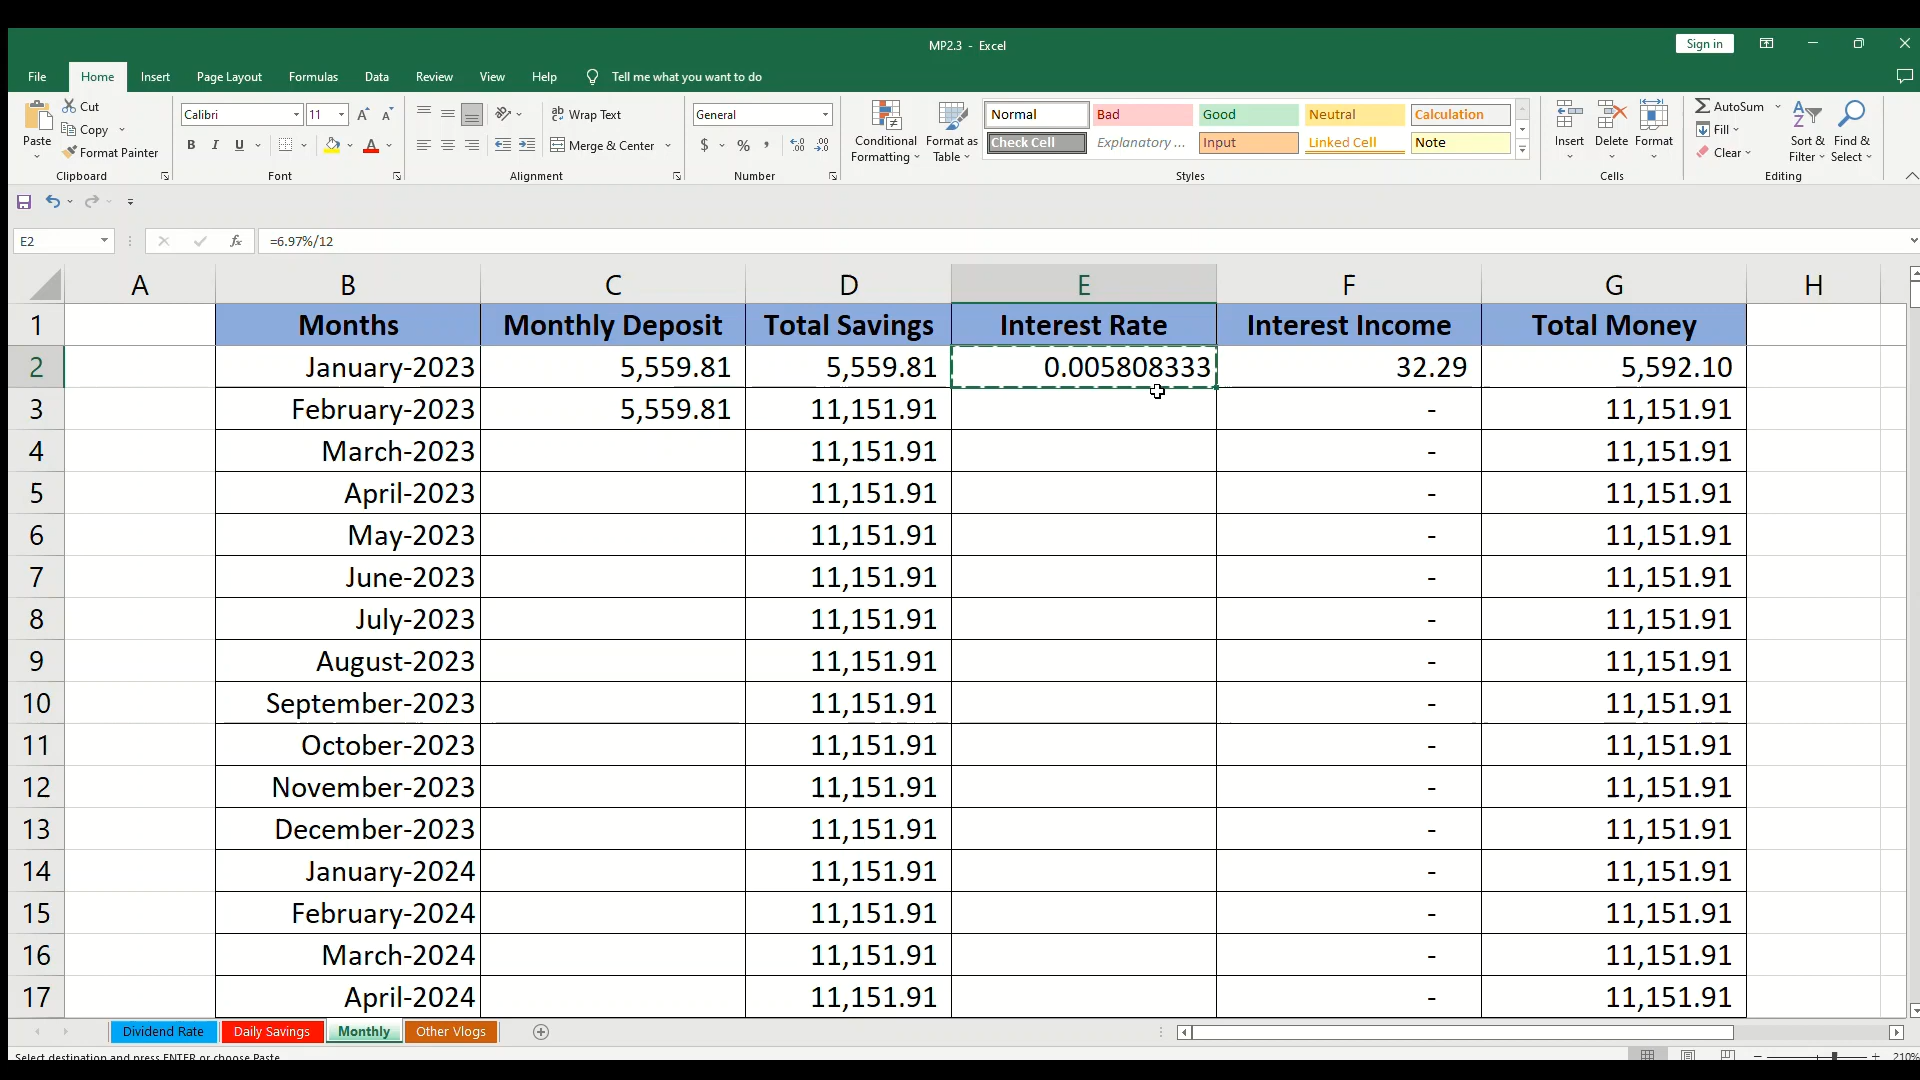 MP2.3 - Excel
Sign in
File Home Insert Page Layout Formulas Data Review View Help Tell me what you want to do
Paste Cut Copy Format Painter
Calibri 11
B I U
Wrap Text
Merge & Center
General
$ % ,
Conditional Formatting
Format as Table
Normal Bad Good Neutral Calculation
Check Cell Explanatory ... Input Linked Cell Note
Insert Delete Format
AutoSum
Fill
Clear
Sort & Filter
Find & Select
Clipboard Font Alignment Number Styles Cells Editing
E2 fx =6.97%/12
A B C D E F G H
1 Months Monthly Deposit Total Savings Interest Rate Interest Income Total Money
2 January-2023 5,559.81 5,559.81 0.005808333 32.29 5,592.10
3 February-2023 5,559.81 11,151.91 - 11,151.91
4 March-2023 11,151.91 - 11,151.91
5 April-2023 11,151.91 - 11,151.91
6 May-2023 11,151.91 - 11,151.91
7 June-2023 11,151.91 - 11,151.91
8 July-2023 11,151.91 - 11,151.91
9 August-2023 11,151.91 - 11,151.91
10 September-2023 11,151.91 - 11,151.91
11 October-2023 11,151.91 - 11,151.91
12 November-2023 11,151.91 - 11,151.91
13 December-2023 11,151.91 - 11,151.91
14 January-2024 11,151.91 - 11,151.91
15 February-2024 11,151.91 - 11,151.91
16 March-2024 11,151.91 - 11,151.91
17 April-2024 11,151.91 - 11,151.91
Dividend Rate Daily Savings Monthly Other Vlogs
Select destination and press ENTER or choose Paste
210%